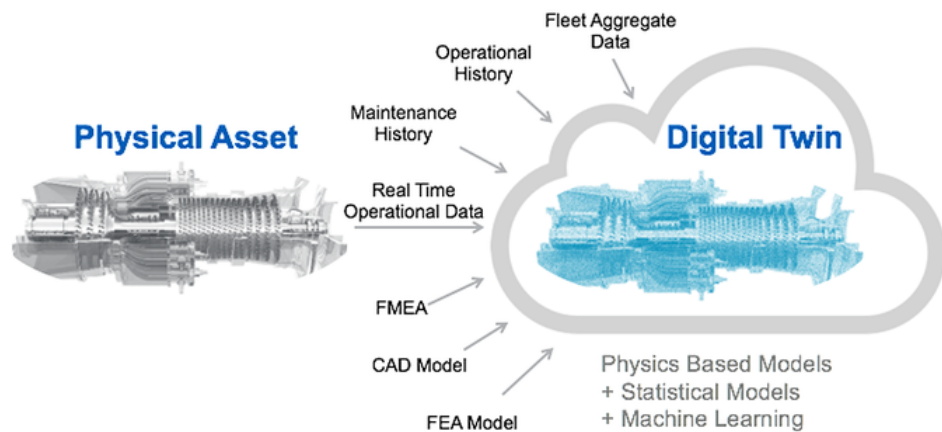 Fleet Aggregate
Data
Operational
History
Maintenance
History
Physical Asset
Digital Twin
Real Time
Operational Data
FMEA
CAD Model
FEA Model
Physics Based Models
+ Statistical Models
+ Machine Learning